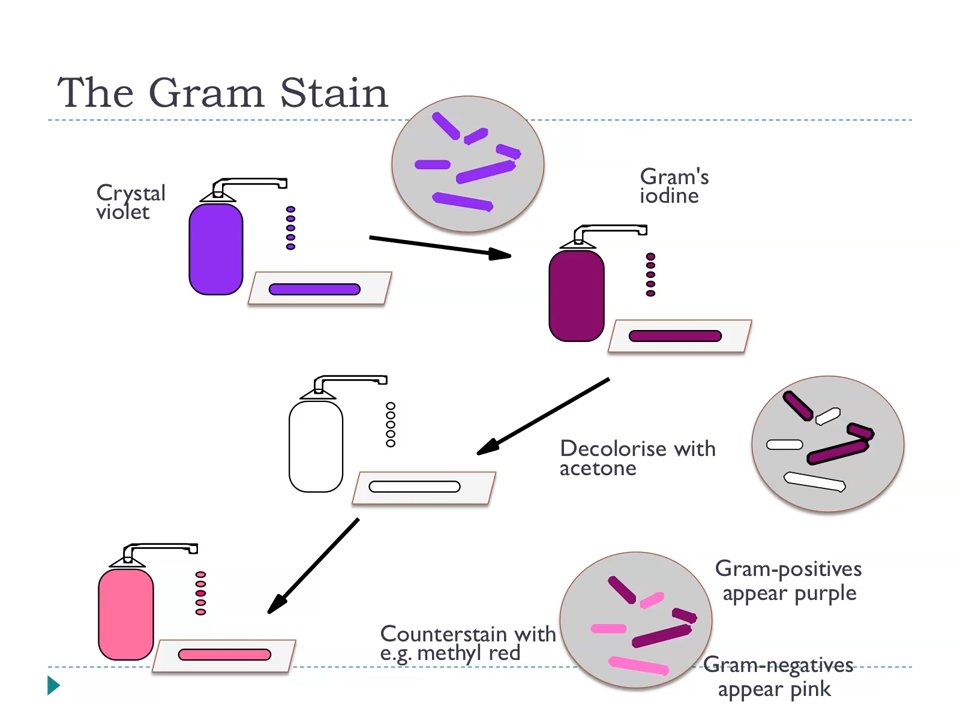 The Gram Stain
Crystal
violet
Gram's
iodine
Decolorise with
acetone
Counterstain with
e.g. methyl red
Gram-positives
appear purple
Gram-negatives
appear pink